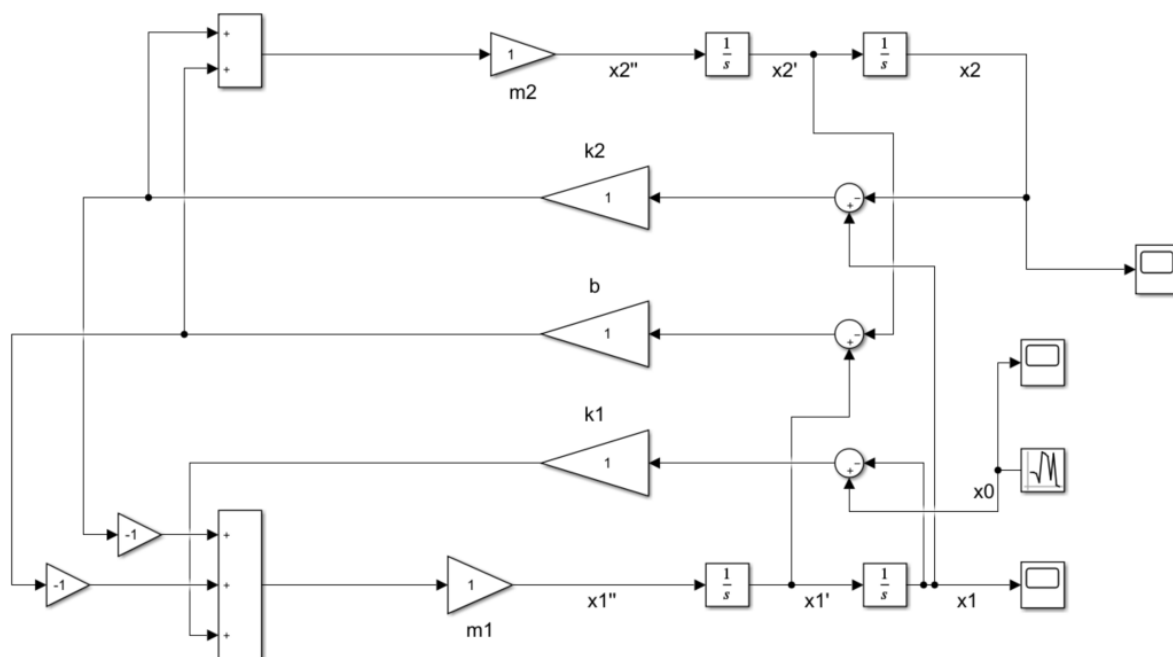 +
+
1
m2
x2"
1
s
x2'
1
s
x2
k2
1
−
+
b
1
−
+
k1
1
−
+
x0
-1
-1
+
+
+
1
m1
x1"
1
s
x1'
1
s
x1